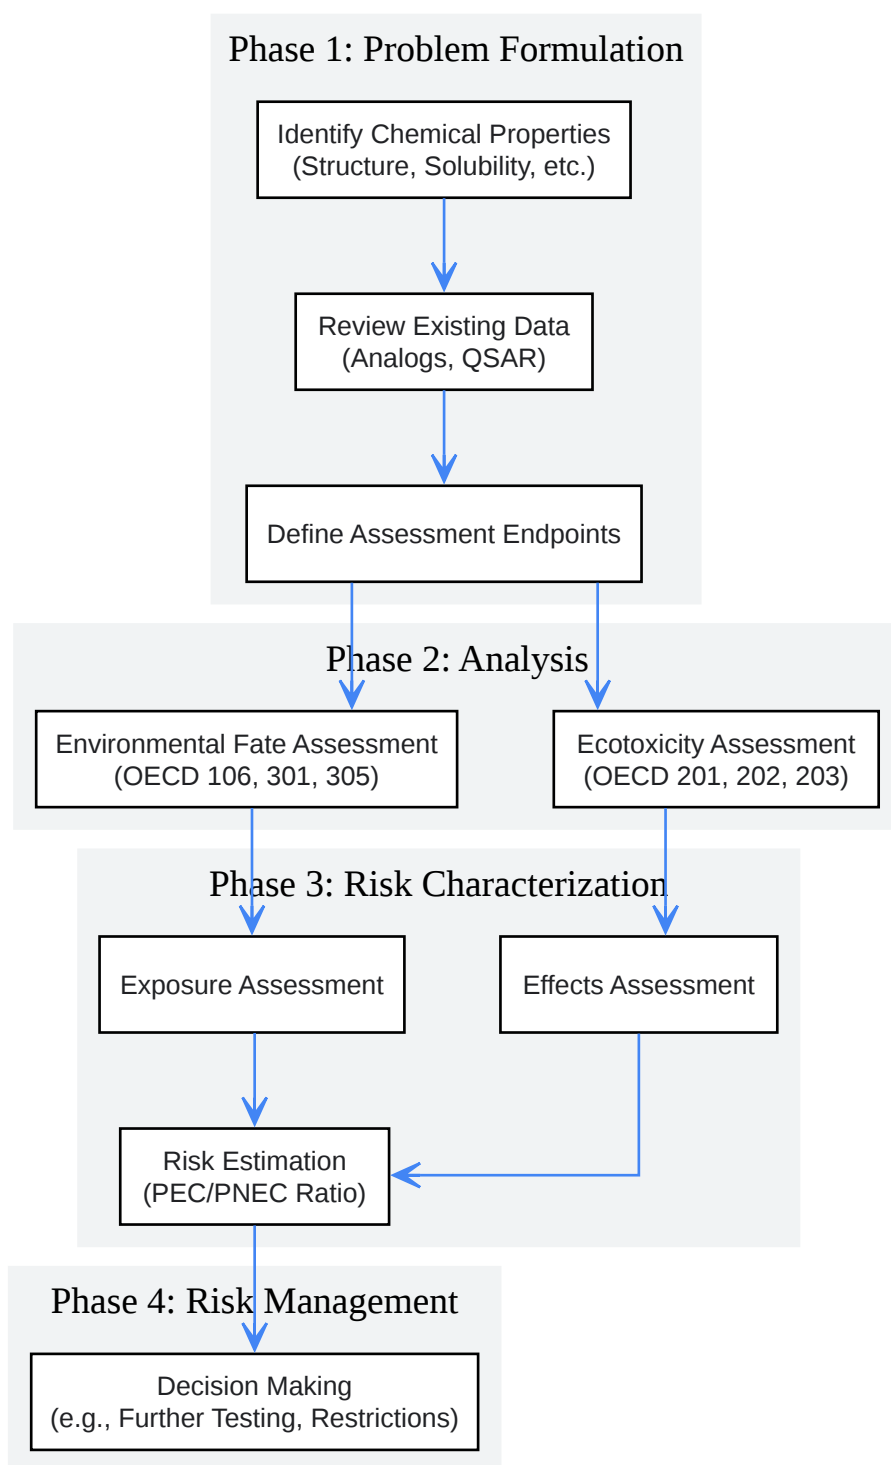 Phase 1: Problem Formulation
Identify Chemical Properties
(Structure, Solubility, etc.)
Review Existing Data
(Analogs, QSAR)
Define Assessment Endpoints
Phase 2: Analysis
Environmental Fate Assessment
(OECD 106, 301, 305)
Ecotoxicity Assessment
(OECD 201, 202, 203)
Phase 3: Risk Characterization
Exposure Assessment
Effects Assessment
Risk Estimation
(PEC/PNEC Ratio)
Phase 4: Risk Management
Decision Making
(e.g., Further Testing, Restrictions)